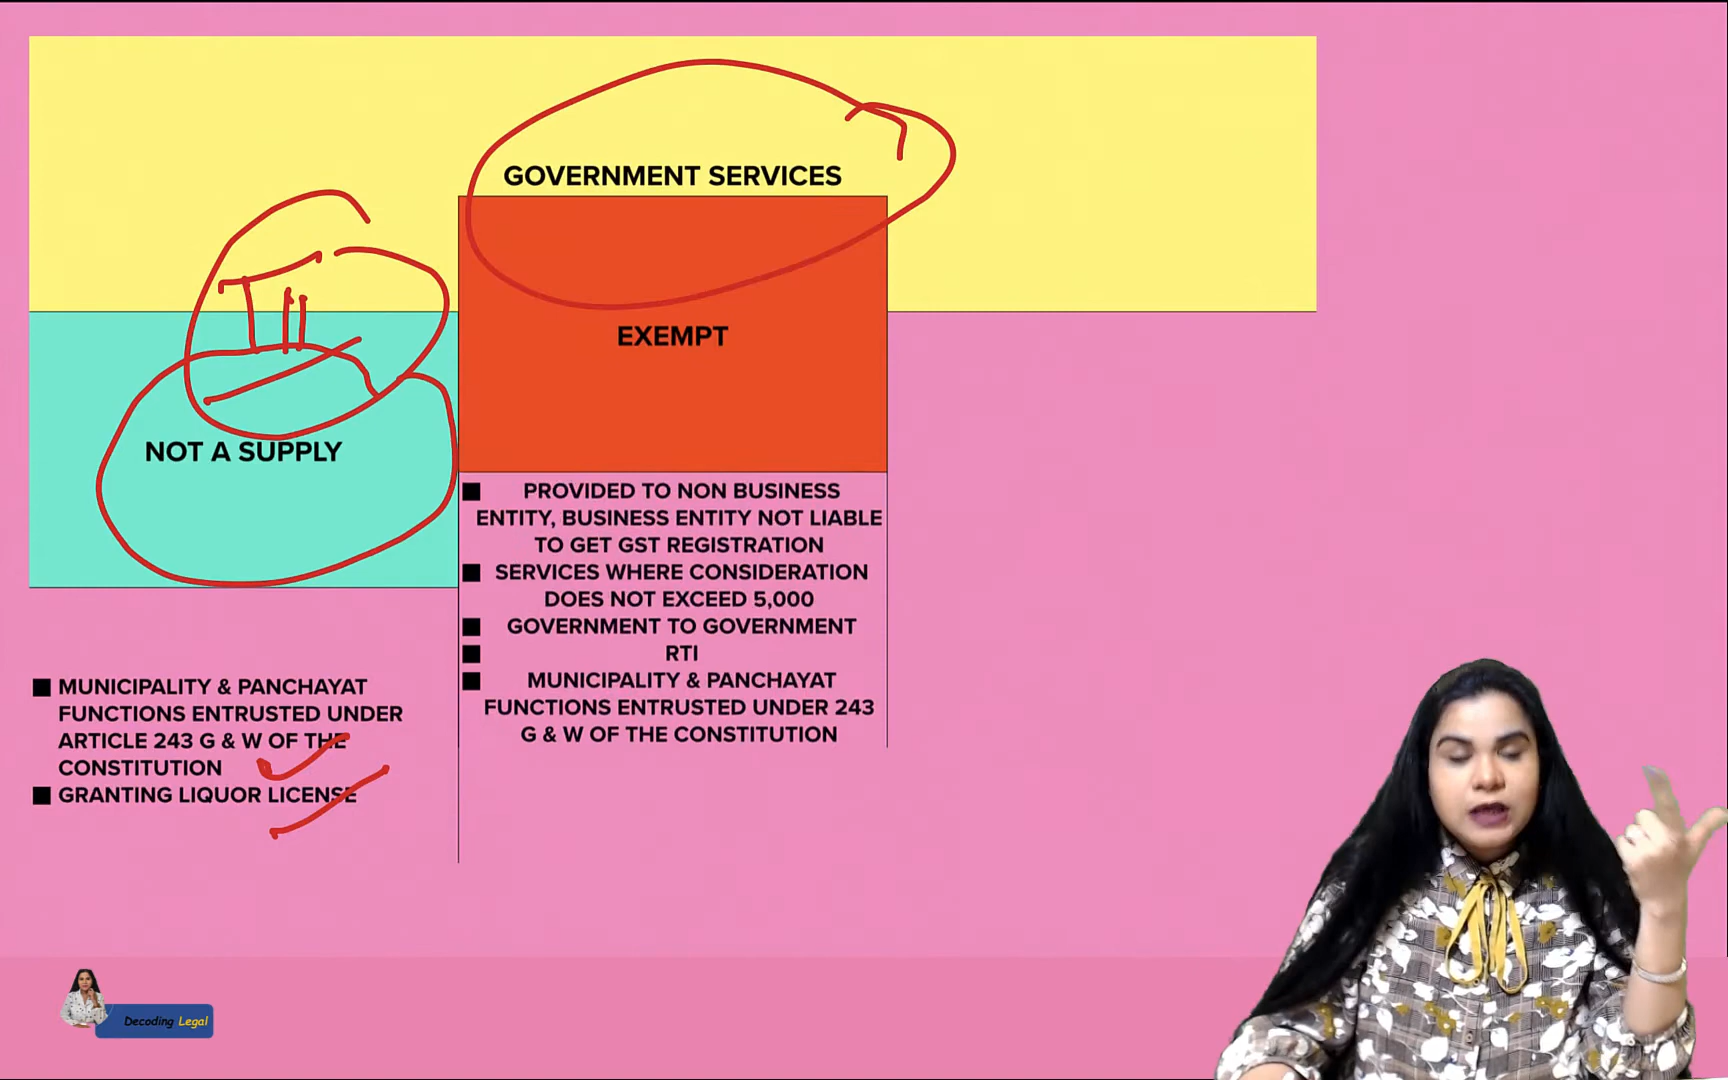 GOVERNMENT SERVICES
EXEMPT
NOT A SUPPLY
MUNICIPALITY & PANCHAYAT
FUNCTIONS ENTRUSTED UNDER
ARTICLE 243 G & W OF THE
CONSTITUTION
GRANTING LIQUOR LICENSE
PROVIDED TO NON BUSINESS
ENTITY, BUSINESS ENTITY NOT LIABLE
TO GET GST REGISTRATION
SERVICES WHERE CONSIDERATION
DOES NOT EXCEED 5,000
GOVERNMENT TO GOVERNMENT
RTI
MUNICIPALITY & PANCHAYAT
FUNCTIONS ENTRUSTED UNDER 243
G & W OF THE CONSTITUTION
Decoding Legal